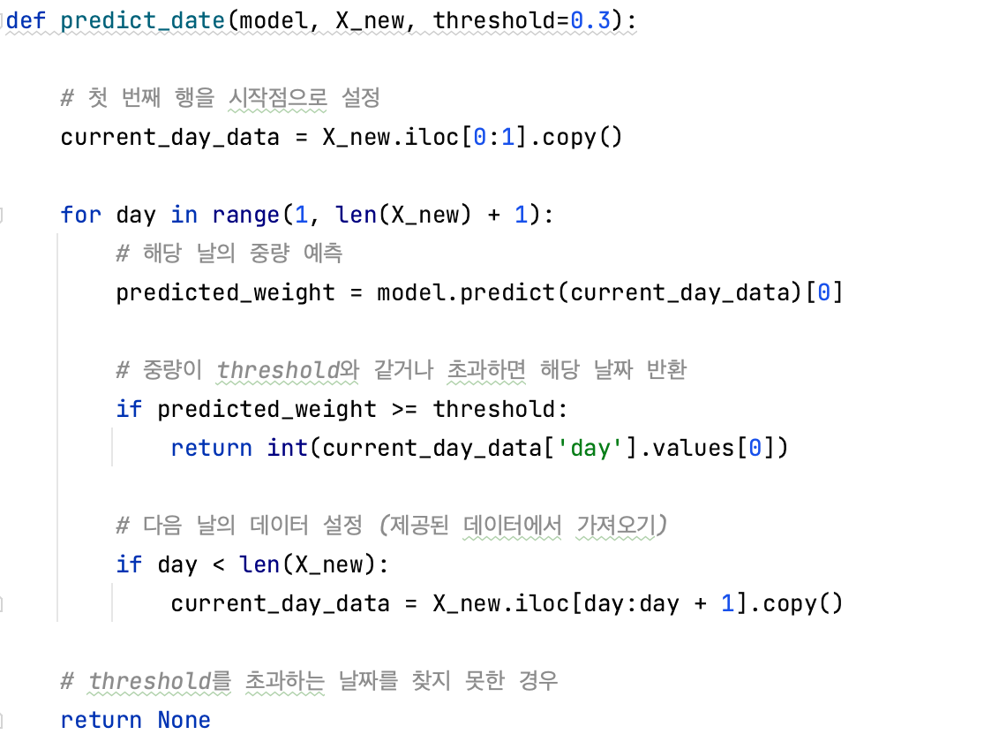 def predict_date(model, X_new, threshold=0.3):
# 첫 번째 행을 시작점으로 설정
current_day_data = X_new.iloc[0:1].copy()
for day in range(1, len(X_new) + 1):
# 해당 날의 중량 예측
predicted_weight = model.predict(current_day_data)[0]
# 중량이 threshold와 같거나 초과하면 해당 날짜 반환
if predicted_weight >= threshold:
return int(current_day_data['day'].values[0])
# 다음 날의 데이터 설정 (제공된 데이터에서 가져오기)
if day < len(X_new):
current_day_data = X_new.iloc[day:day + 1].copy()
# threshold를 초과하는 날짜를 찾지 못한 경우
return None